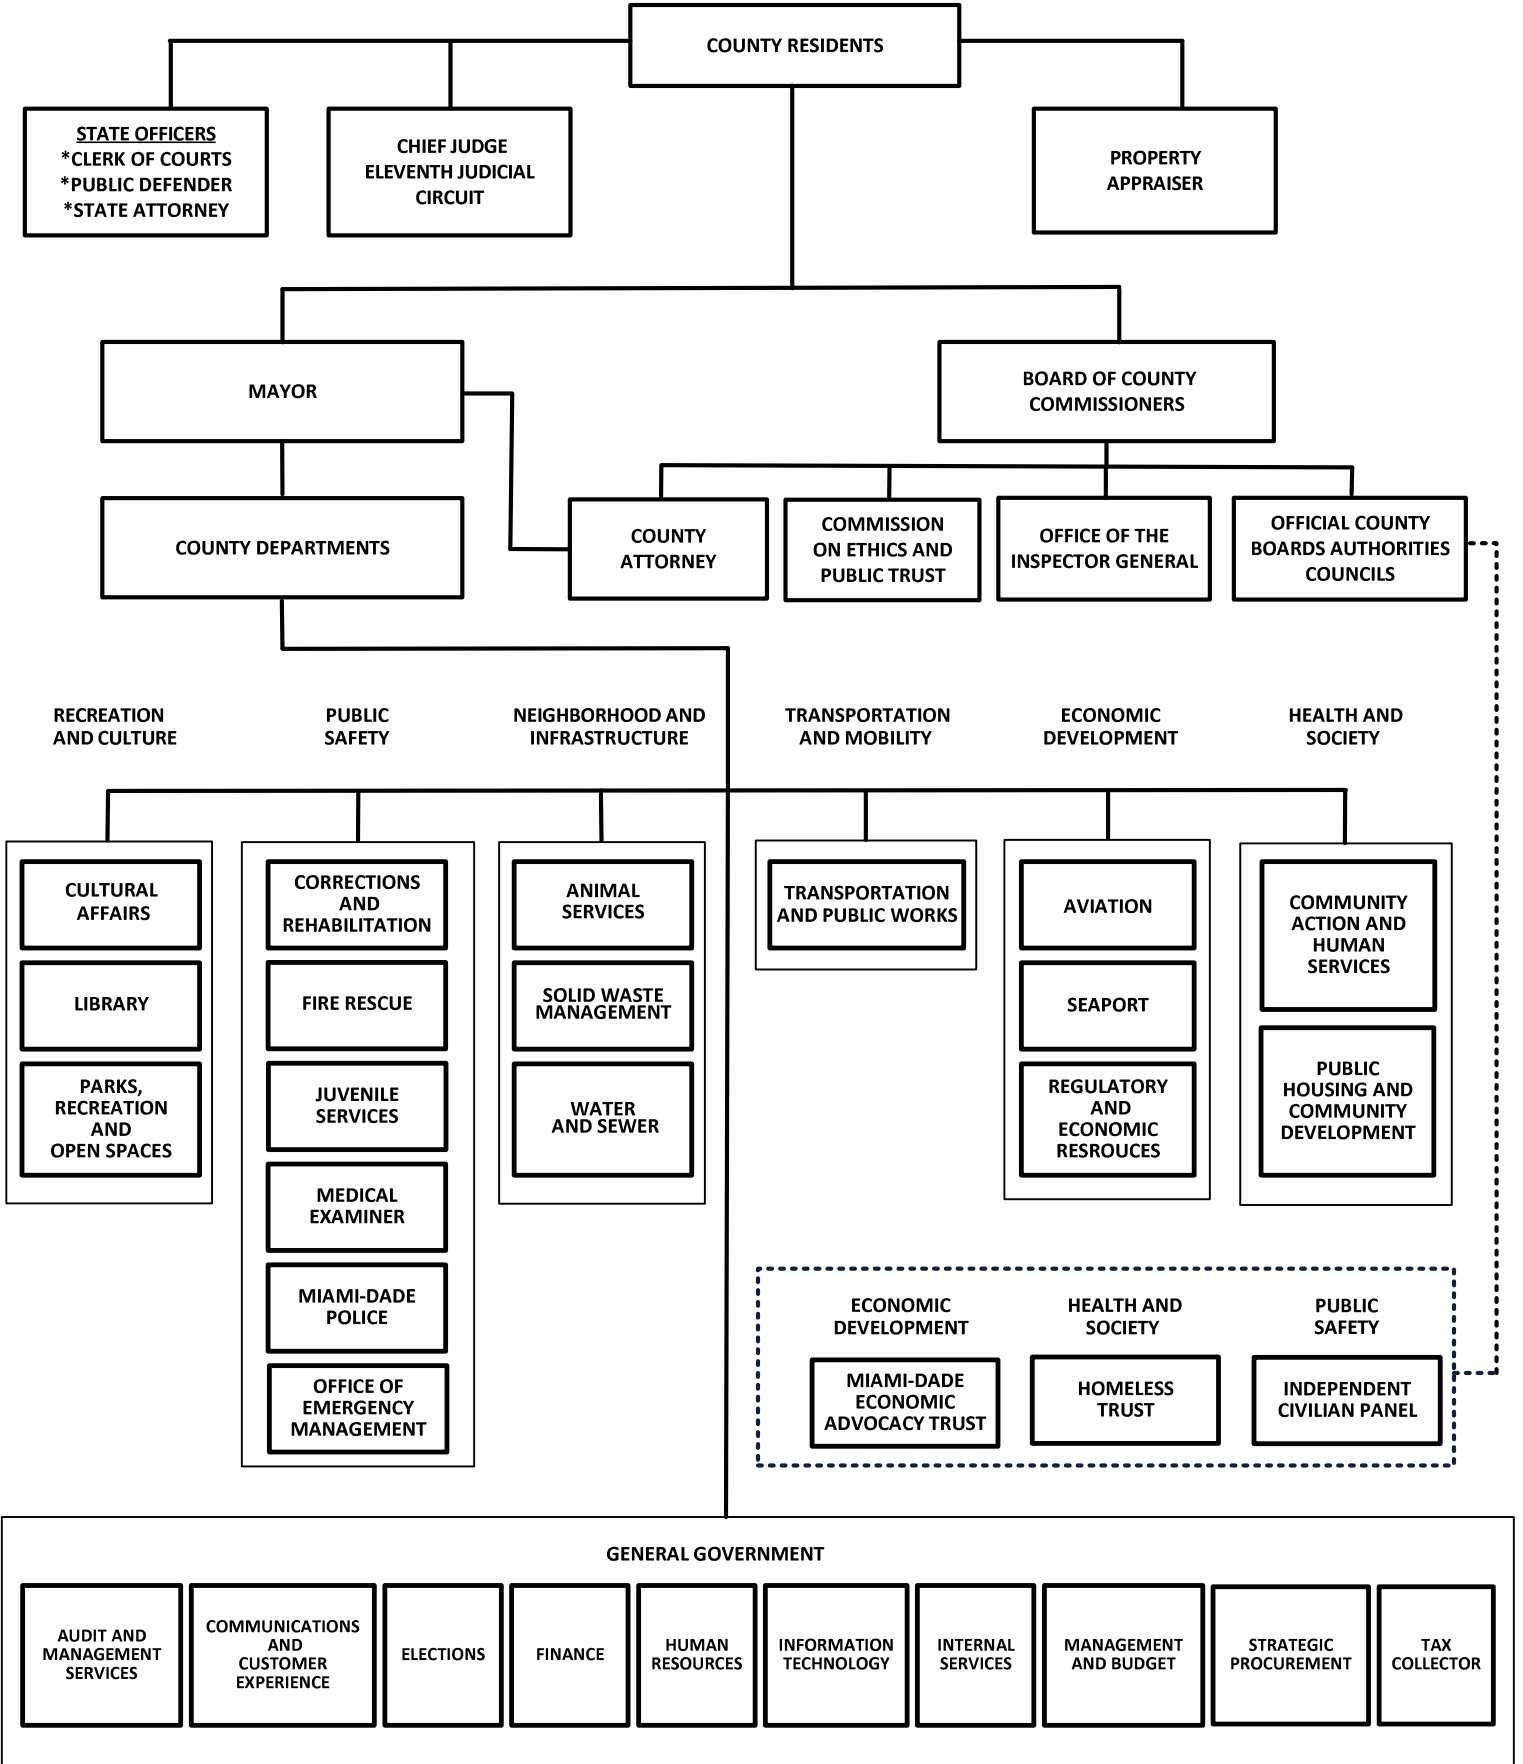 COUNTY RESIDENTS
STATE OFFICERS
*CLERK OF COURTS
*PUBLIC DEFENDER
*STATE ATTORNEY
CHIEF JUDGE
ELEVENTH JUDICIAL
CIRCUIT
PROPERTY
APPRAISER
MAYOR
BOARD OF COUNTY
COMMISSIONERS
COUNTY DEPARTMENTS
COUNTY
ATTORNEY
COMMISSION
ON ETHICS AND
PUBLIC TRUST
OFFICE OF THE
INSPECTOR GENERAL
OFFICIAL COUNTY
BOARDS AUTHORITIES
COUNCILS
RECREATION
AND CULTURE
PUBLIC
SAFETY
NEIGHBORHOOD AND
INFRASTRUCTURE
TRANSPORTATION
AND MOBILITY
ECONOMIC
DEVELOPMENT
HEALTH AND
SOCIETY
CULTURAL
AFFAIRS
LIBRARY
PARKS,
RECREATION
AND
OPEN SPACES
CORRECTIONS
AND
REHABILITATION
FIRE RESCUE
JUVENILE
SERVICES
MEDICAL
EXAMINER
MIAMI-DADE
POLICE
OFFICE OF
EMERGENCY
MANAGEMENT
ANIMAL
SERVICES
SOLID WASTE
MANAGEMENT
WATER
AND SEWER
TRANSPORTATION
AND PUBLIC WORKS
AVIATION
SEAPORT
REGULATORY
AND
ECONOMIC
RESROUCES
COMMUNITY
ACTION AND
HUMAN
SERVICES
PUBLIC
HOUSING AND
COMMUNITY
DEVELOPMENT
ECONOMIC
DEVELOPMENT
MIAMI-DADE
ECONOMIC
ADVOCACY TRUST
HEALTH AND
SOCIETY
HOMELESS
TRUST
PUBLIC
SAFETY
INDEPENDENT
CIVILIAN PANEL
GENERAL GOVERNMENT
AUDIT AND
MANAGEMENT
SERVICES
COMMUNICATIONS
AND
CUSTOMER
EXPERIENCE
ELECTIONS
FINANCE
HUMAN
RESOURCES
INFORMATION
TECHNOLOGY
INTERNAL
SERVICES
MANAGEMENT
AND BUDGET
STRATEGIC
PROCUREMENT
TAX
COLLECTOR